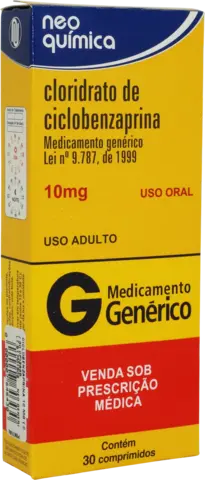 neo
química
cloridrato de
ciclobenzaprina
Medicamento genérico
Lei nº 9.787, de 1999
10mg USO ORAL
USO ADULTO
G Medicamento
Genérico
VENDA SOB
PRESCRIÇÃO
MÉDICA
Contém
30 comprimidos